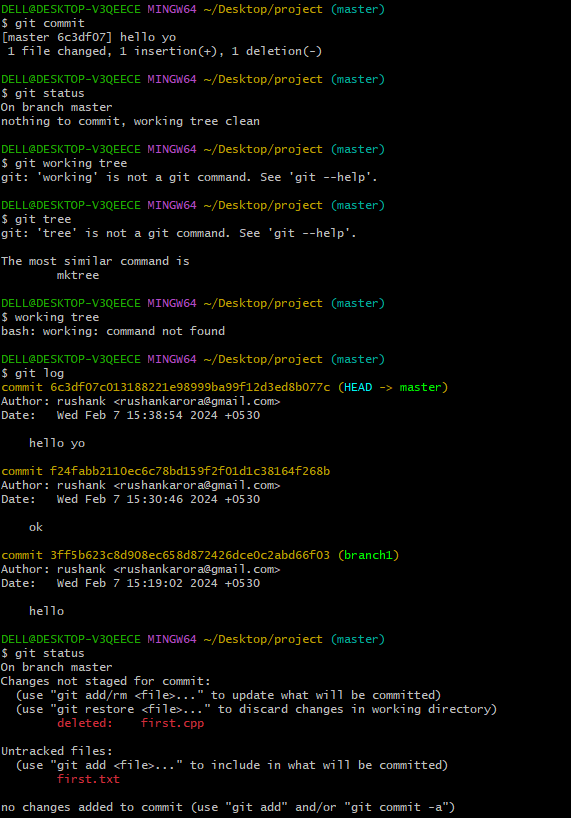 DELL@DESKTOP-V3QEECE MINGW64 ~/Desktop/project (master)
$ git commit
[master 6c3df07] hello yo
 1 file changed, 1 insertion(+), 1 deletion(-)

DELL@DESKTOP-V3QEECE MINGW64 ~/Desktop/project (master)
$ git status
On branch master
nothing to commit, working tree clean

DELL@DESKTOP-V3QEECE MINGW64 ~/Desktop/project (master)
$ git working tree
git: 'working' is not a git command. See 'git --help'.

DELL@DESKTOP-V3QEECE MINGW64 ~/Desktop/project (master)
$ git tree
git: 'tree' is not a git command. See 'git --help'.

The most similar command is
        mktree

DELL@DESKTOP-V3QEECE MINGW64 ~/Desktop/project (master)
$ working tree
bash: working: command not found

DELL@DESKTOP-V3QEECE MINGW64 ~/Desktop/project (master)
$ git log
commit 6c3df07c013188221e98999ba99f12d3ed8b077c (HEAD -> master)
Author: rushank <rushankarora@gmail.com>
Date:   Wed Feb 7 15:38:54 2024 +0530

    hello yo

commit f24fabb2110ec6c78bd159f2f01d1c38164f268b
Author: rushank <rushankarora@gmail.com>
Date:   Wed Feb 7 15:30:46 2024 +0530

    ok

commit 3ff5b623c8d908ec658d872426dce0c2abd66f03 (branch1)
Author: rushank <rushankarora@gmail.com>
Date:   Wed Feb 7 15:19:02 2024 +0530

    hello

DELL@DESKTOP-V3QEECE MINGW64 ~/Desktop/project (master)
$ git status
On branch master
Changes not staged for commit:
  (use "git add/rm <file>..." to update what will be committed)
  (use "git restore <file>..." to discard changes in working directory)
        deleted:    first.cpp

Untracked files:
  (use "git add <file>..." to include in what will be committed)
        first.txt

no changes added to commit (use "git add" and/or "git commit -a")